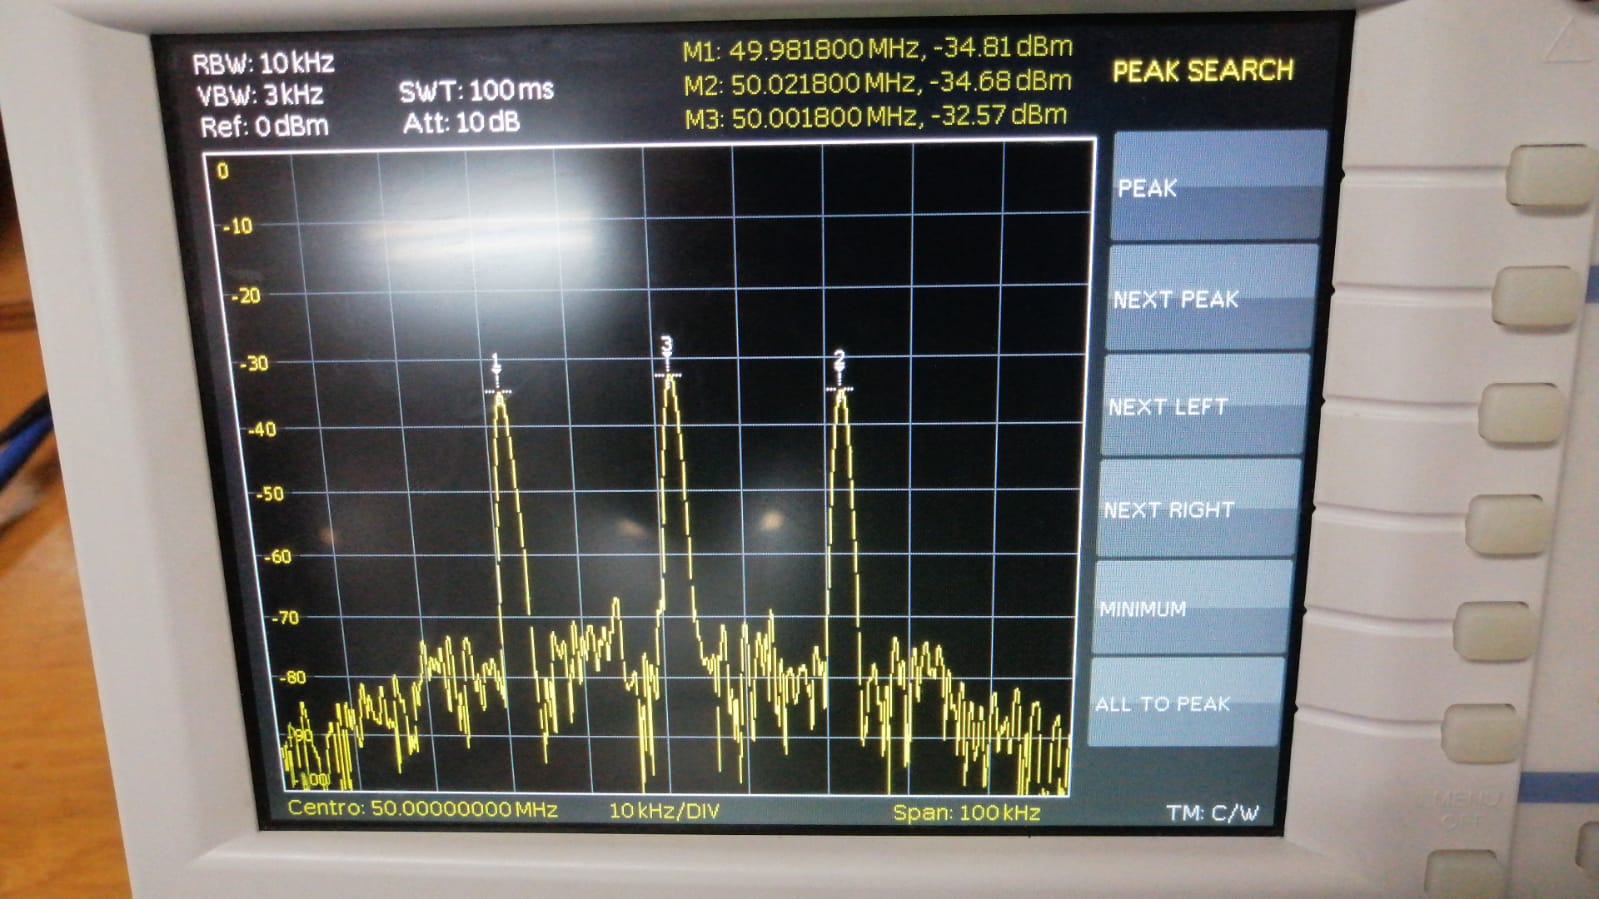 RBW: 10 kHz
VBW: 3 kHz
SWT: 100 ms
Ref: 0 dBm
Att: 10 dB
M1: 49.981800 MHz, -34.81 dBm
M2: 50.021800 MHz, -34.68 dBm
M3: 50.001800 MHz, -32.57 dBm
PEAK SEARCH
0
-10
-20
-30
-40
-50
-60
-70
-80
-90
-100
1
3
2
PEAK
NEXT PEAK
NEXT LEFT
NEXT RIGHT
MINIMUM
ALL TO PEAK
Centro: 50.00000000 MHz
10 kHz/DIV
Span: 100 kHz
TM: C/W
MENU
OFF